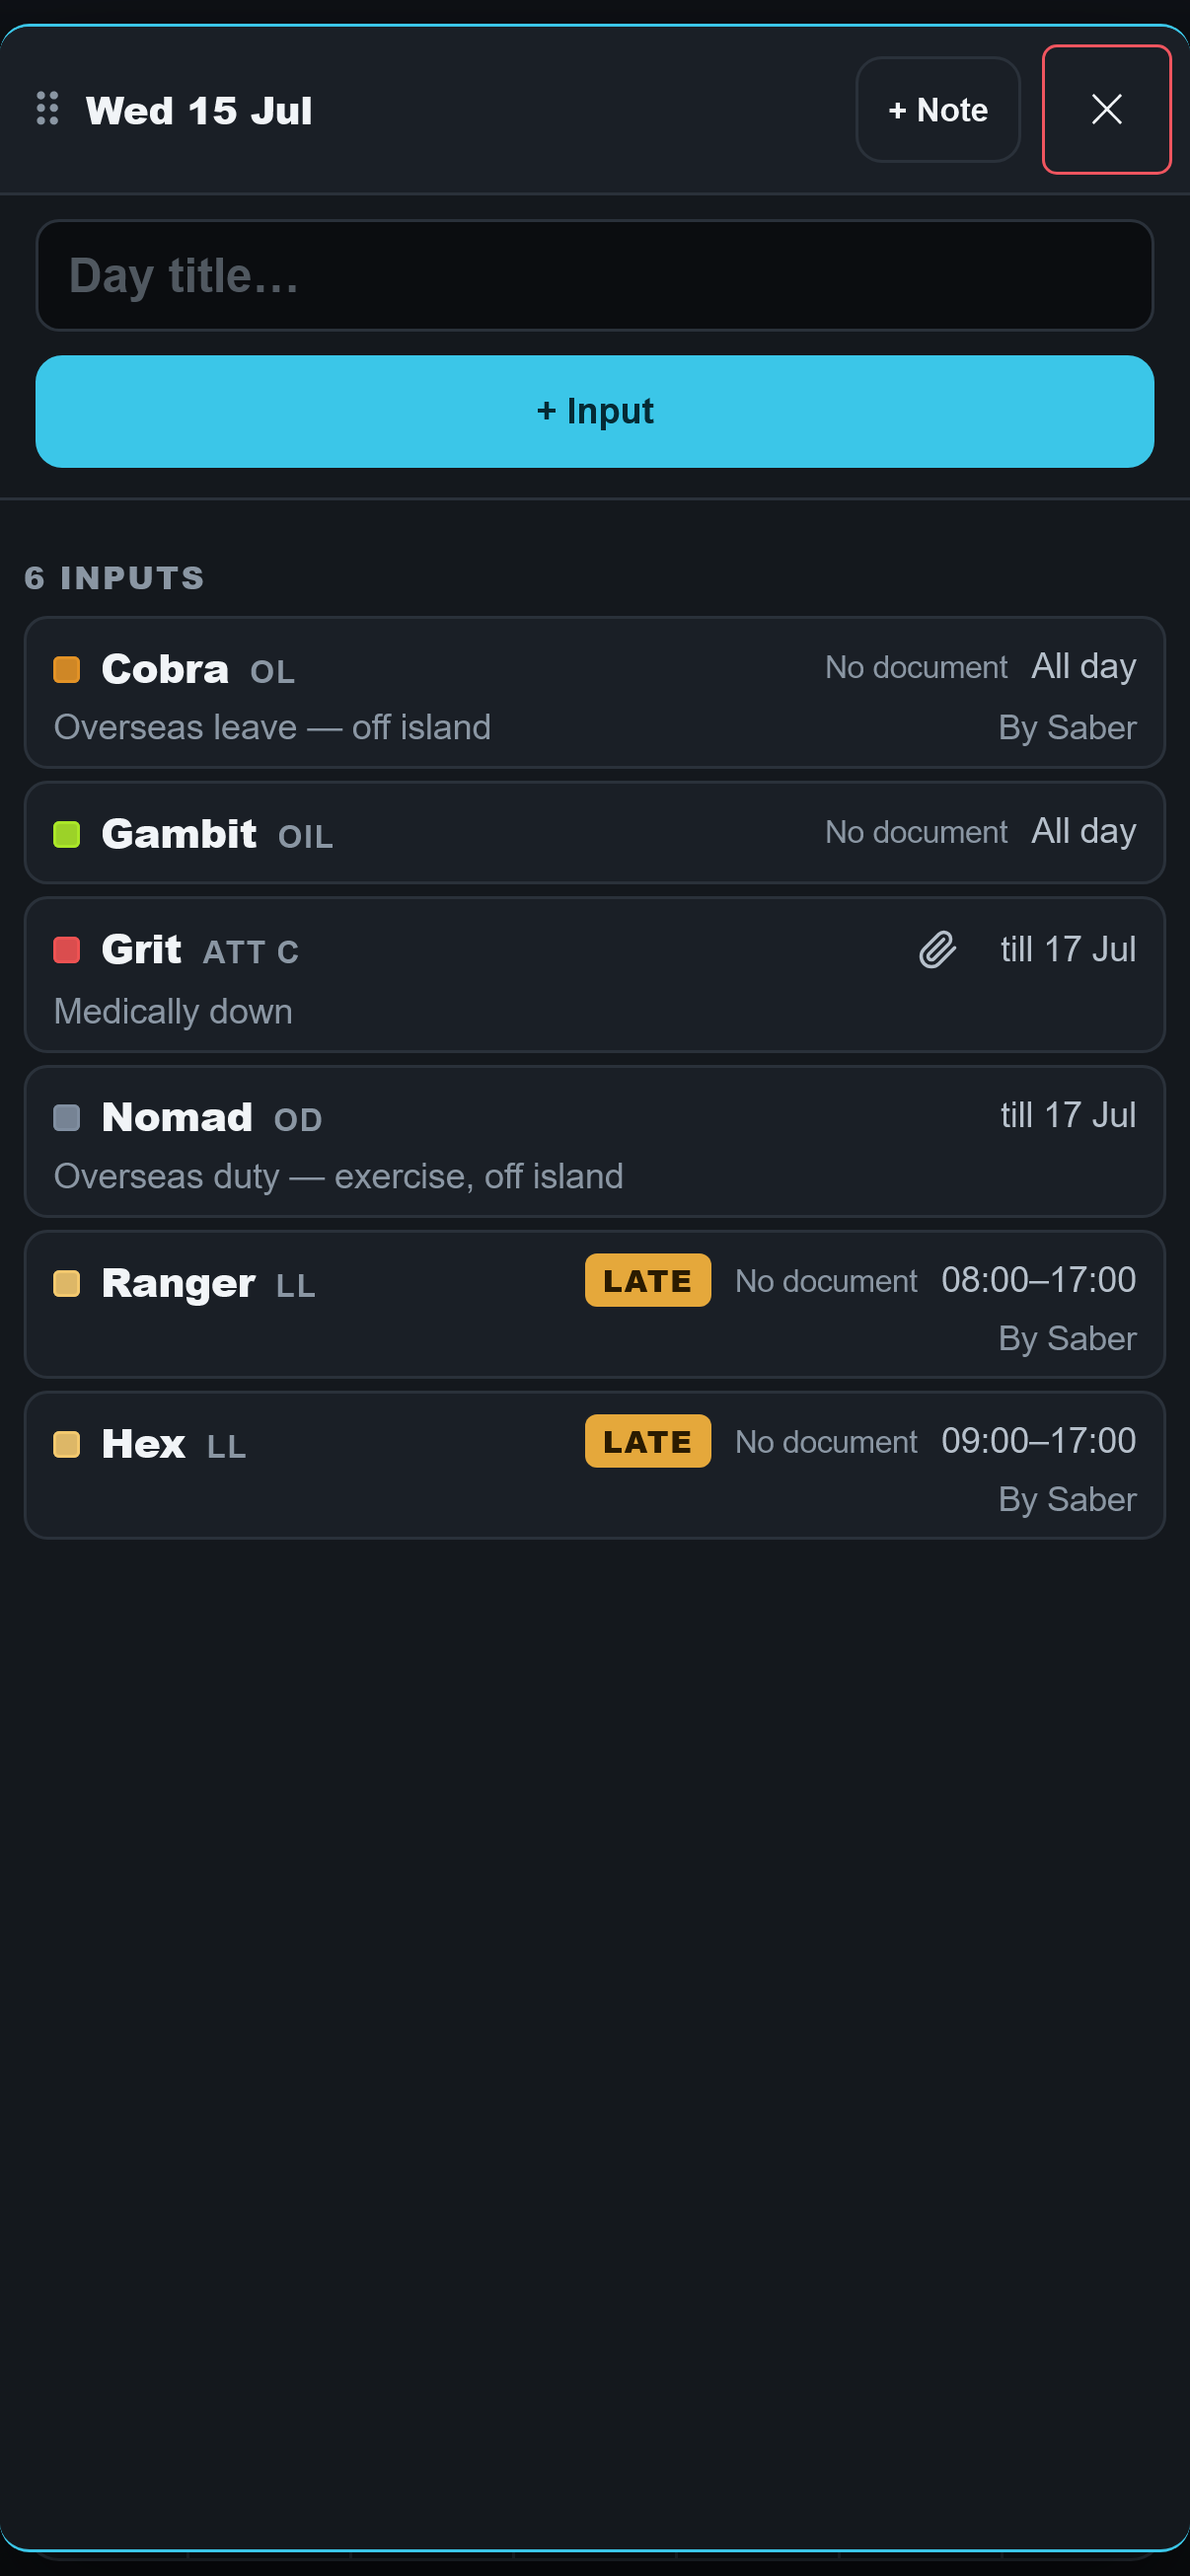 Wed 15 Jul
+ Note
Day title...
+ Input
6 INPUTS
Cobra OL No document All day
Overseas leave — off island By Saber
Gambit OIL No document All day
Grit ATT C till 17 Jul
Medically down
Nomad OD till 17 Jul
Overseas duty — exercise, off island
Ranger LL LATE No document 08:00–17:00
By Saber
Hex LL LATE No document 09:00–17:00
By Saber